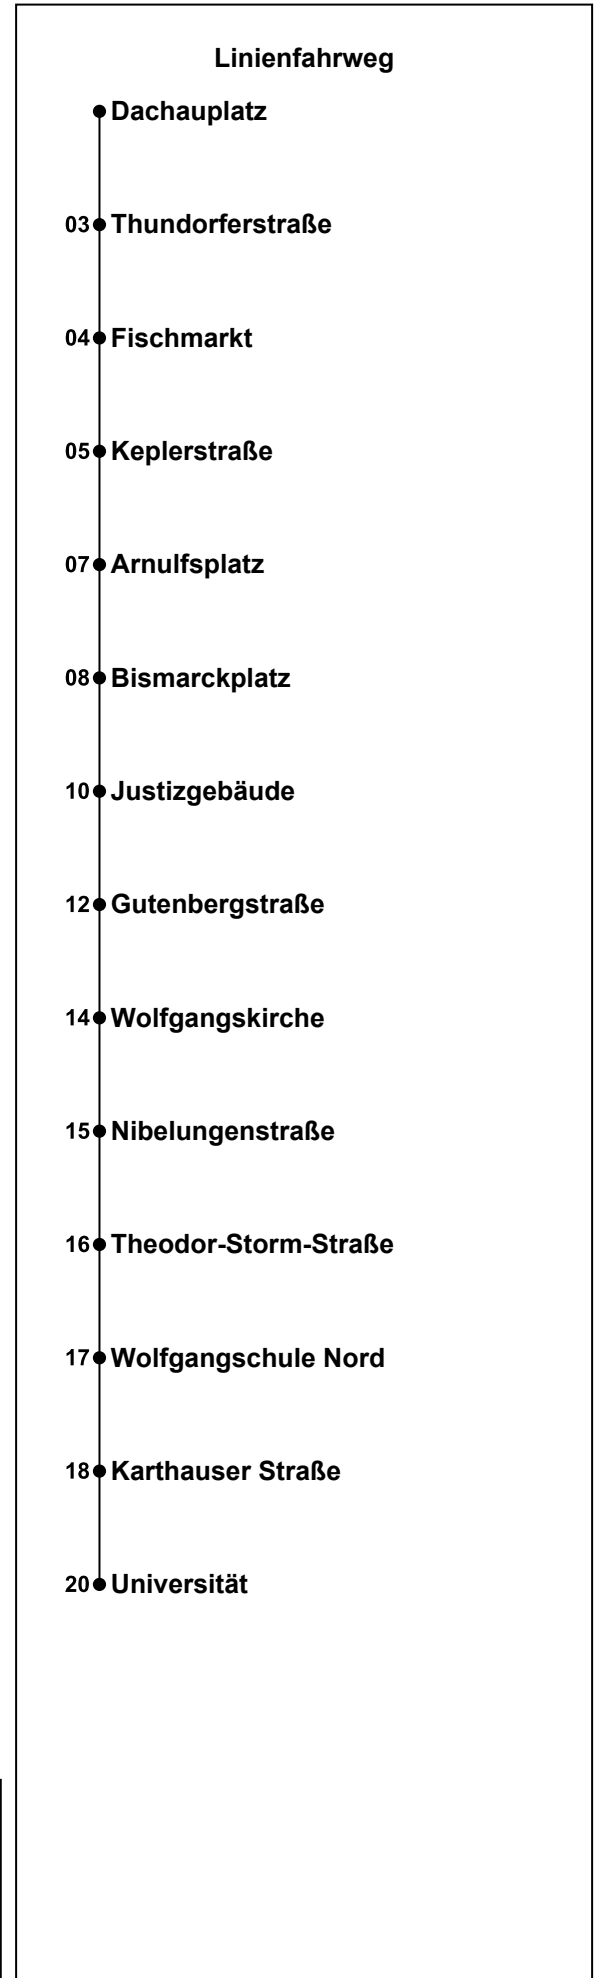 Linienfahrweg
Dachauplatz
03 Thundorferstraße
04 Fischmarkt
05 Keplerstraße
07 Arnulfsplatz
08 Bismarckplatz
10 Justizgebäude
12 Gutenbergstraße
14 Wolfgangskirche
15 Nibelungenstraße
16 Theodor-Storm-Straße
17 Wolfgangschule Nord
18 Karthauser Straße
20 Universität